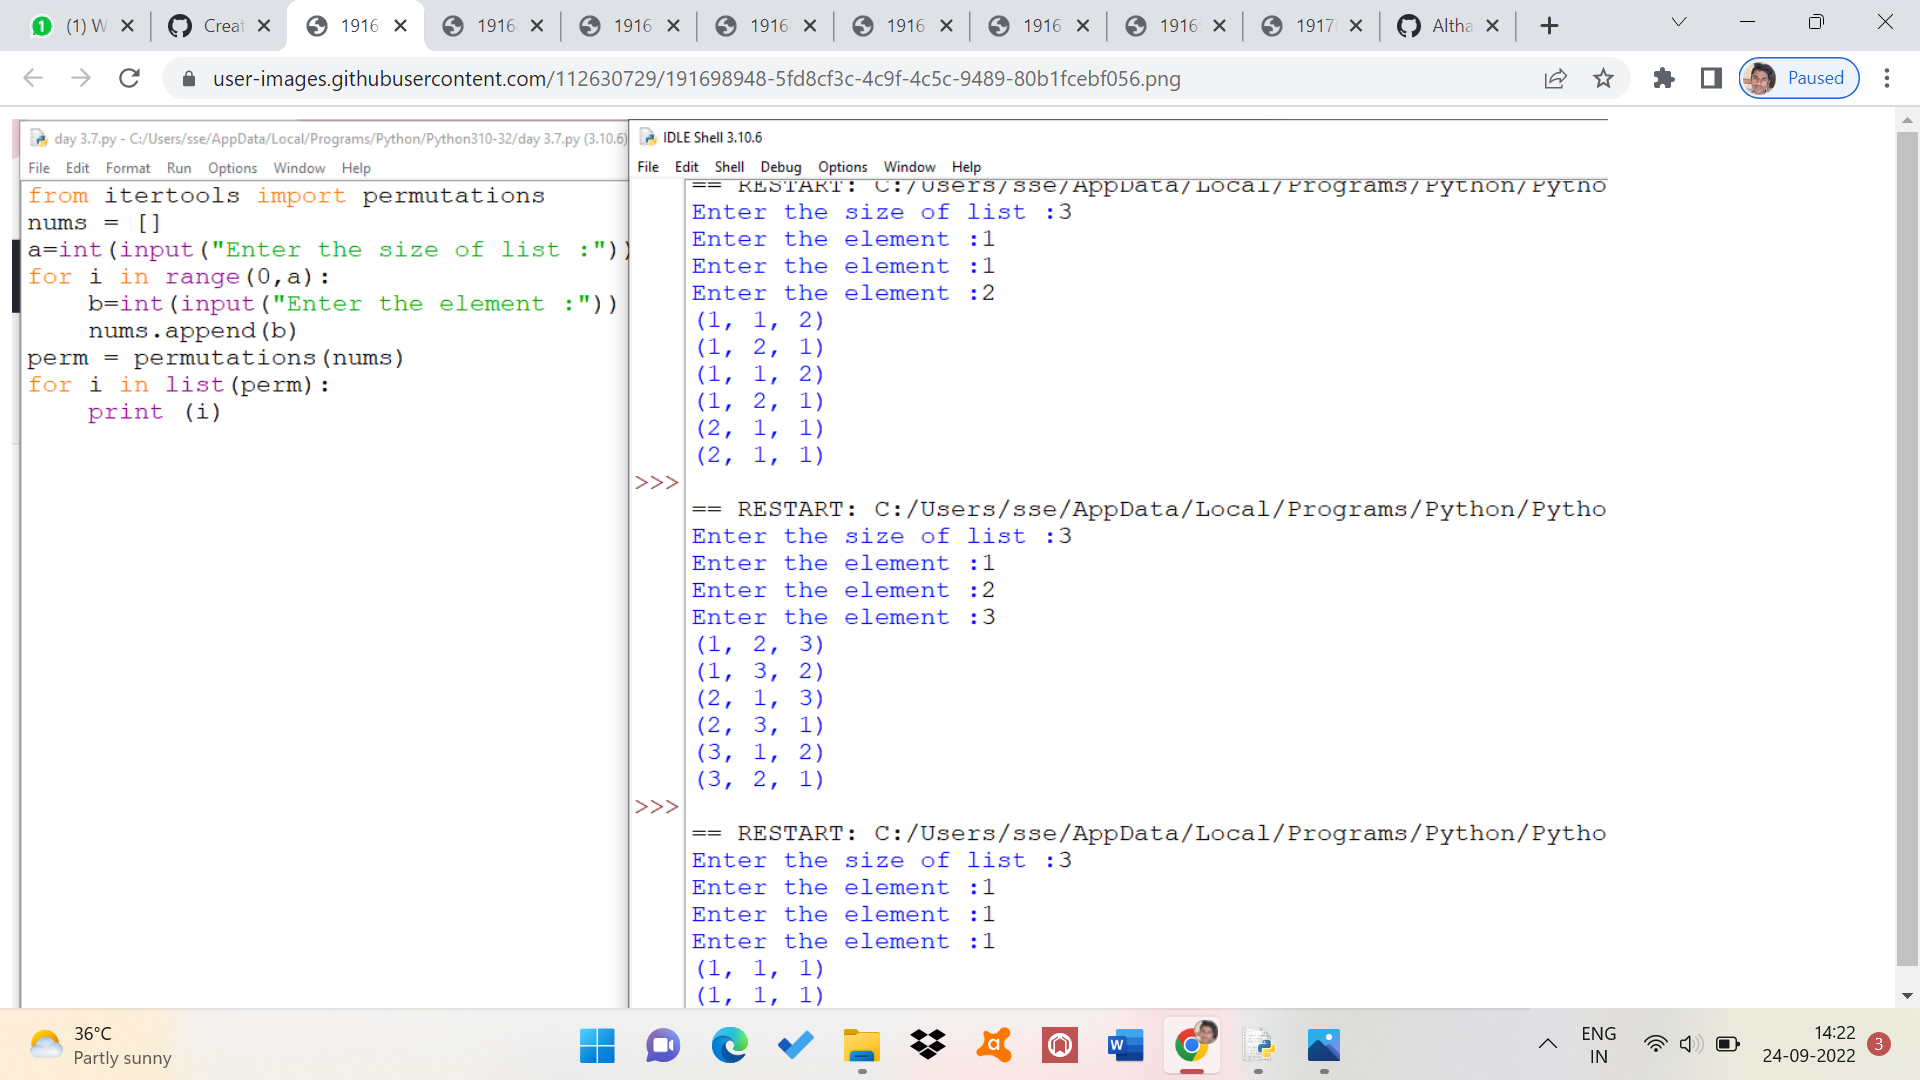 (1) W
Creat
1916
1916
1916
1916
1916
1916
1916
1917
Altha
user-images.githubusercontent.com/112630729/191698948-5fd8cf3c-4c9f-4c5c-9489-80b1fcebf056.png
Paused
day 3.7.py - C:/Users/sse/AppData/Local/Programs/Python/Python310-32/day 3.7.py (3.10.6)
File Edit Format Run Options Window Help
from itertools import permutations
nums = []
a=int(input("Enter the size of list :"))
for i in range(0,a):
    b=int(input("Enter the element :"))
    nums.append(b)
perm = permutations(nums)
for i in list(perm):
    print (i)
IDLE Shell 3.10.6
File Edit Shell Debug Options Window Help
== RESTART: C:/Users/sse/AppData/Local/Programs/Python/Pytho
Enter the size of list :3
Enter the element :1
Enter the element :1
Enter the element :2
(1, 1, 2)
(1, 2, 1)
(1, 1, 2)
(1, 2, 1)
(2, 1, 1)
(2, 1, 1)
>>>
== RESTART: C:/Users/sse/AppData/Local/Programs/Python/Pytho
Enter the size of list :3
Enter the element :1
Enter the element :2
Enter the element :3
(1, 2, 3)
(1, 3, 2)
(2, 1, 3)
(2, 3, 1)
(3, 1, 2)
(3, 2, 1)
>>>
== RESTART: C:/Users/sse/AppData/Local/Programs/Python/Pytho
Enter the size of list :3
Enter the element :1
Enter the element :1
Enter the element :1
(1, 1, 1)
(1, 1, 1)
36°C
Partly sunny
ENG
IN
14:22
24-09-2022
3